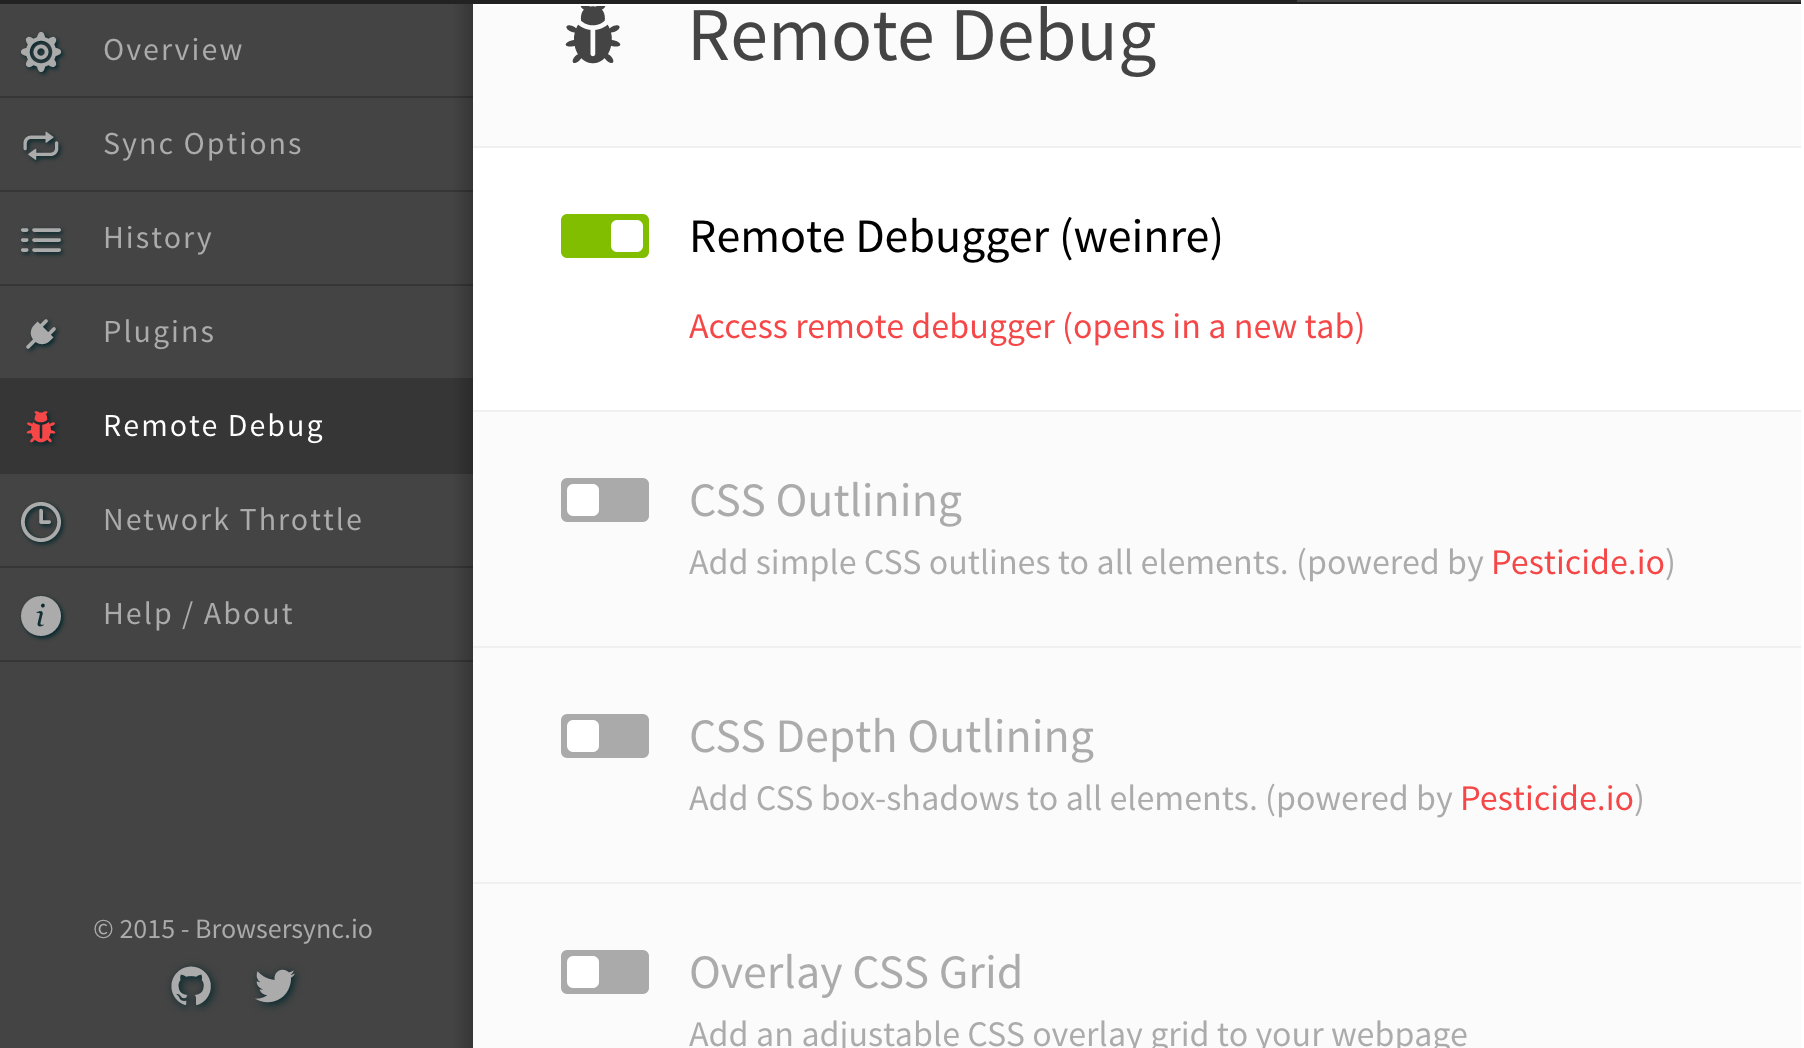 Overview
Sync Options
History
Plugins
Remote Debug
Network Throttle
Help / About
© 2015 - Browsersync.io
Remote Debug
Remote Debugger (weinre)
Access remote debugger (opens in a new tab)
CSS Outlining
Add simple CSS outlines to all elements. (powered by Pesticide.io)
CSS Depth Outlining
Add CSS box-shadows to all elements. (powered by Pesticide.io)
Overlay CSS Grid
Add an adjustable CSS overlay grid to your webpage